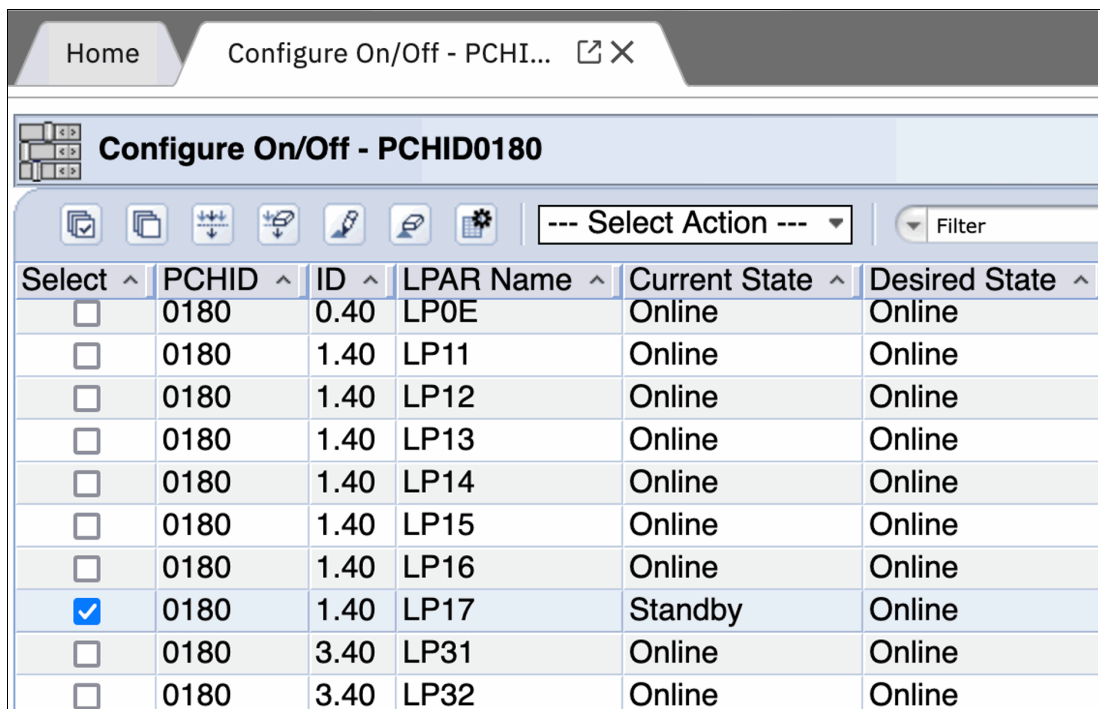 Home Configure On/Off - PCHI...
Configure On/Off - PCHID0180
--- Select Action --- Filter
Select PCHID ID LPAR Name Current State Desired State
0180 0.40 LP0E Online Online
0180 1.40 LP11 Online Online
0180 1.40 LP12 Online Online
0180 1.40 LP13 Online Online
0180 1.40 LP14 Online Online
0180 1.40 LP15 Online Online
0180 1.40 LP16 Online Online
0180 1.40 LP17 Standby Online
0180 3.40 LP31 Online Online
0180 3.40 LP32 Online Online